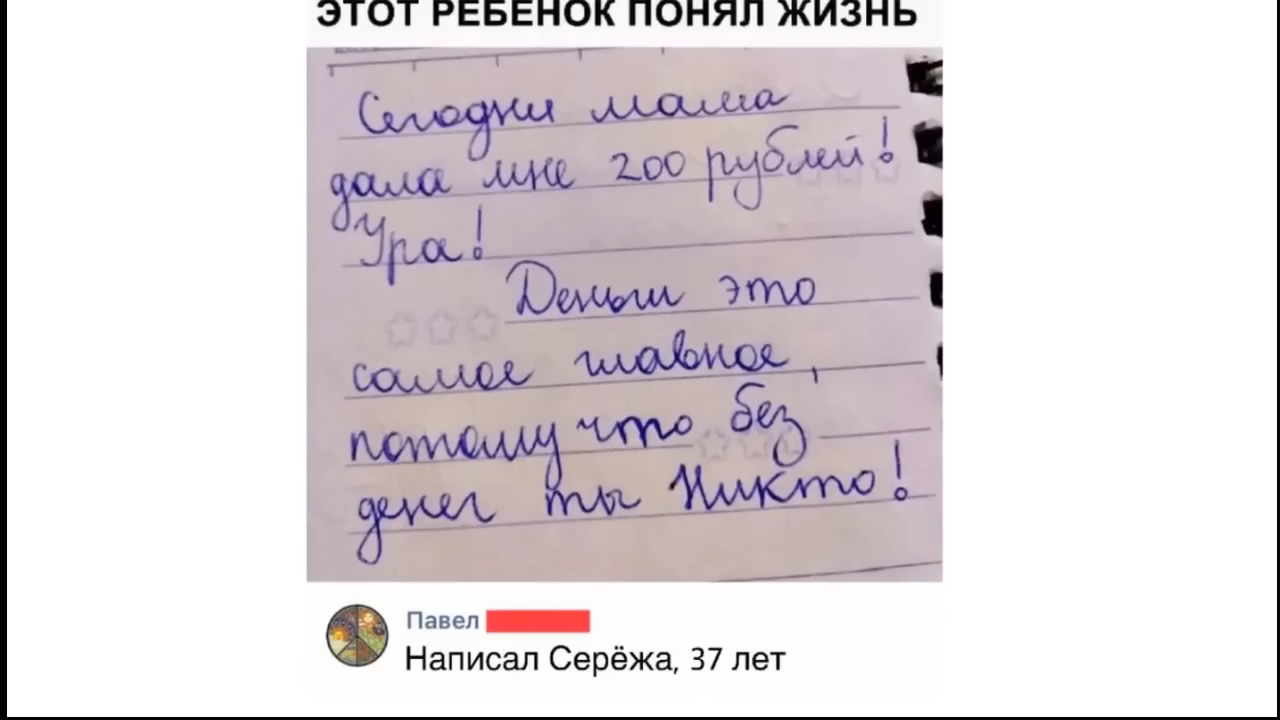 ЭТОТ РЕБЕНОК ПОНЯЛ ЖИЗНЬ
Сегодня мама
дала мне 200 рублей!
Ура!
Деньги это
самое главное,
потому что без
денег ты Никто!
Павел
Написал Серёжа, 37 лет